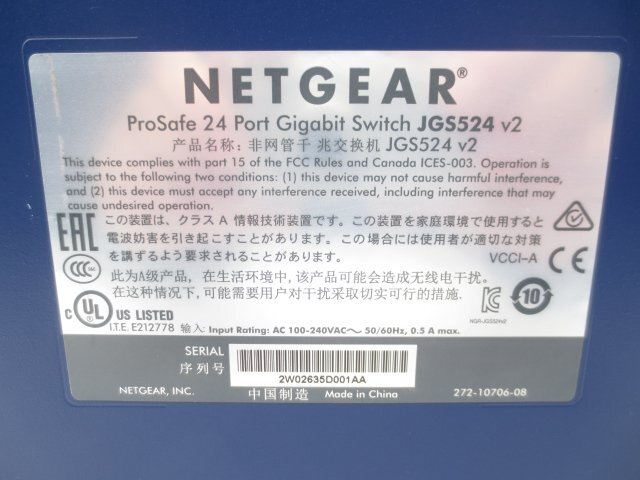 NETGEAR®
ProSafe 24 Port Gigabit Switch JGS524 v2
产品名称: 非网管千 兆交换机 JGS524 v2
This device complies with part 15 of the FCC Rules and Canada ICES-003. Operation is
subject to the following two conditions: (1) this device may not cause harmful interference,
and (2) this device must accept any interference received, including interference that may
cause undesired operation.
この装置は、クラス A 情報技術装置です。この装置を家庭環境で使用すると
電波妨害を引き起こすことがあります。この場合には使用者が適切な対策
を講ずるよう要求されることがあります。 VCCI-A
EAC
CCC
CE
此为A级产品, 在生活环境中,该产品可能会造成无线电干扰.
在这种情况下,可能需要用户对干扰采取切实可行的措施.
C UL US LISTED
10
NGR-JGS524v2
I.T.E. E212778 输入: Input Rating: AC 100-240VAC～ 50/60Hz, 0.5 A max.
SERIAL
序列号
2W02635D001AA
NETGEAR, INC. 中国制造 Made in China 272-10706-08